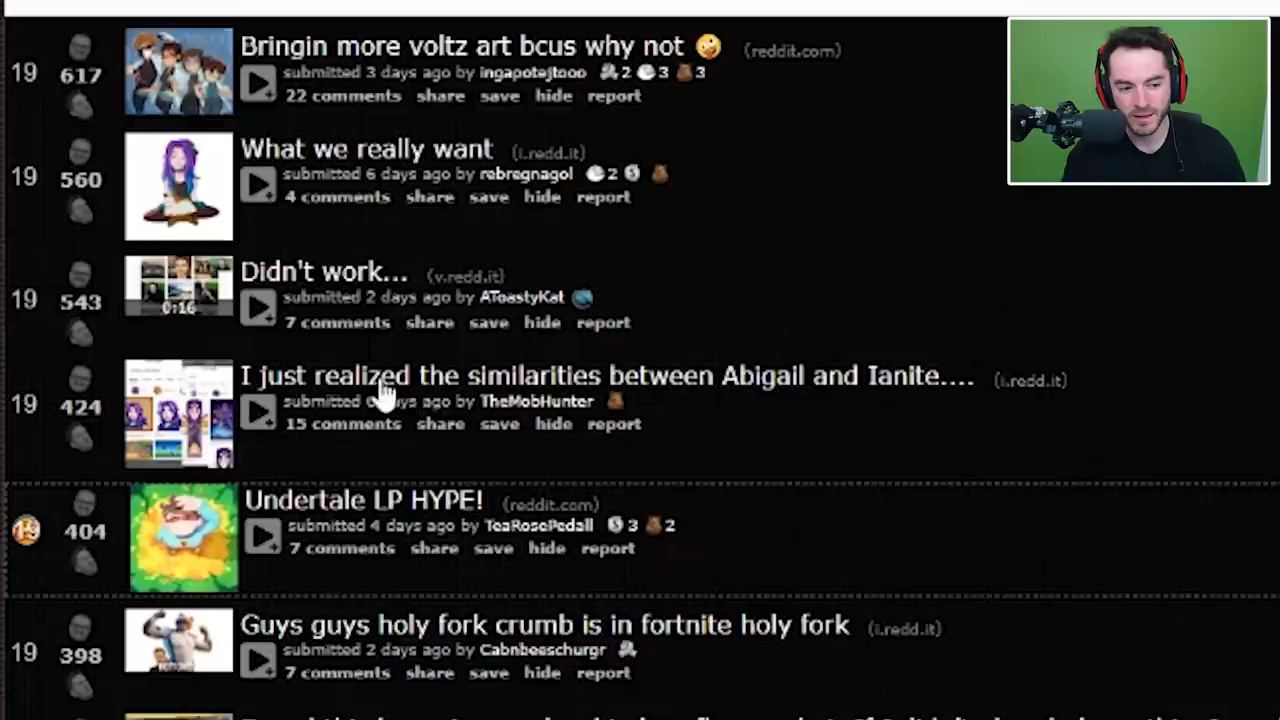 Bringin more voltz art bcus why not 🤪 (reddit.com)
19 617 submitted 3 days ago by ingapotejtooo 2 3 3
22 comments share save hide report
What we really want (i.redd.it)
19 560 submitted 6 days ago by rebregnagol 2
4 comments share save hide report
Didn't work... (v.redd.it)
19 543 submitted 2 days ago by AToastyKat
0:16
7 comments share save hide report
I just realized the similarities between Abigail and Ianite.... (i.redd.it)
19 424 submitted days ago by TheMobHunter
15 comments share save hide report
Undertale LP HYPE! (reddit.com)
19 404 submitted 4 days ago by TeaRosePedall 3 2
7 comments share save hide report
Guys guys holy fork crumb is in fortnite holy fork (i.redd.it)
19 398 submitted 2 days ago by Cabnbeeschurgr
7 comments share save hide report